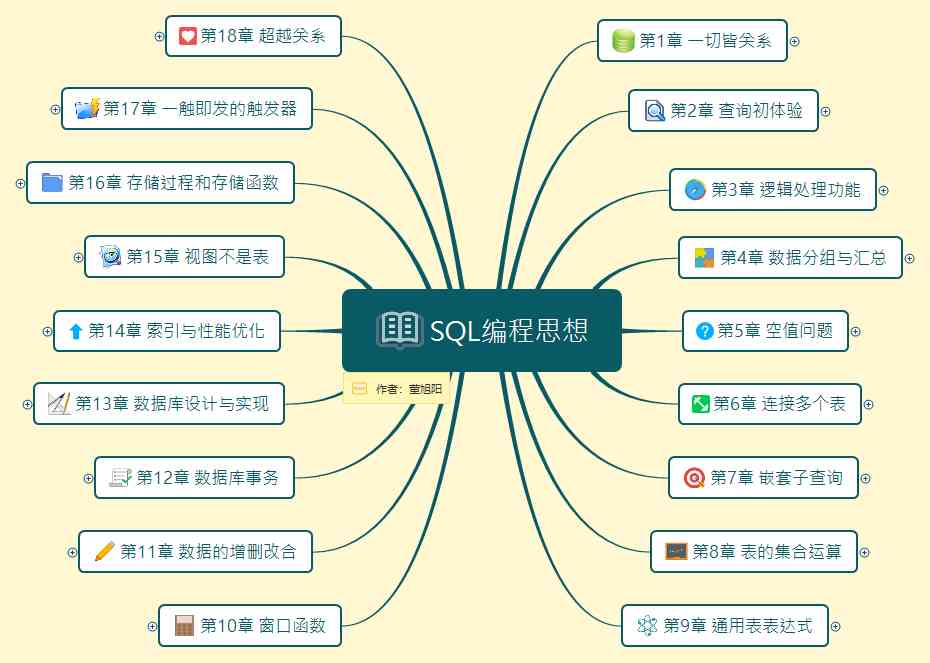 SQL编程思想
作者：董旭阳
第1章 一切皆关系
第2章 查询初体验
第3章 逻辑处理功能
第4章 数据分组与汇总
第5章 空值问题
第6章 连接多个表
第7章 嵌套子查询
第8章 表的集合运算
第9章 通用表表达式
第10章 窗口函数
第11章 数据的增删改合
第12章 数据库事务
第13章 数据库设计与实现
第14章 索引与性能优化
第15章 视图不是表
第16章 存储过程和存储函数
第17章 一触即发的触发器
第18章 超越关系